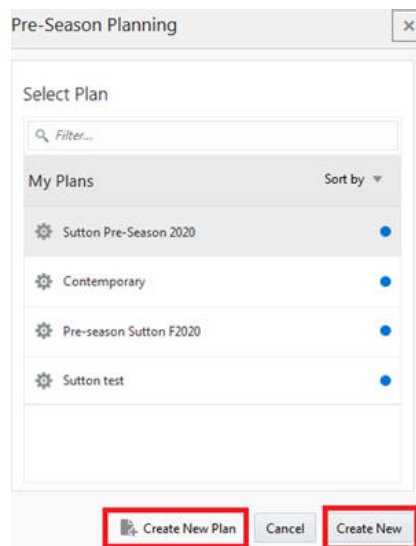 Pre-Season Planning
Select Plan
Filter...
My Plans Sort by
Sutton Pre-Season 2020
Contemporary
Pre-season Sutton F2020
Sutton test
Create New Plan Cancel Create New